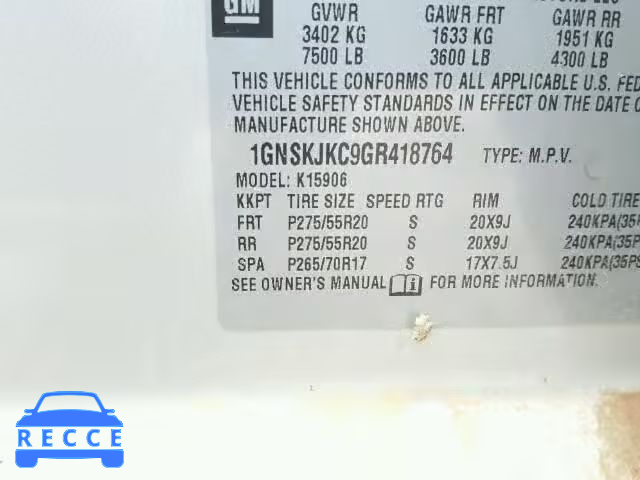 GM
GVWR GAWR FRT GAWR RR
3402 KG 1633 KG 1951 KG
7500 LB 3600 LB 4300 LB
THIS VEHICLE CONFORMS TO ALL APPLICABLE U.S. FED
VEHICLE SAFETY STANDARDS IN EFFECT ON THE DATE O
MANUFACTURE SHOWN ABOVE.
1GNSKJKC9GR418764 TYPE: M.P.V.
MODEL: K15906
KKPT TIRE SIZE SPEED RTG RIM COLD TIRE
FRT P275/55R20 S 20X9J 240KPA(35P
RR P275/55R20 S 20X9J 240KPA(35P
SPA P265/70R17 S 17X7.5J 240KPA(35PS
SEE OWNER'S MANUAL FOR MORE INFORMATION.
RECCE